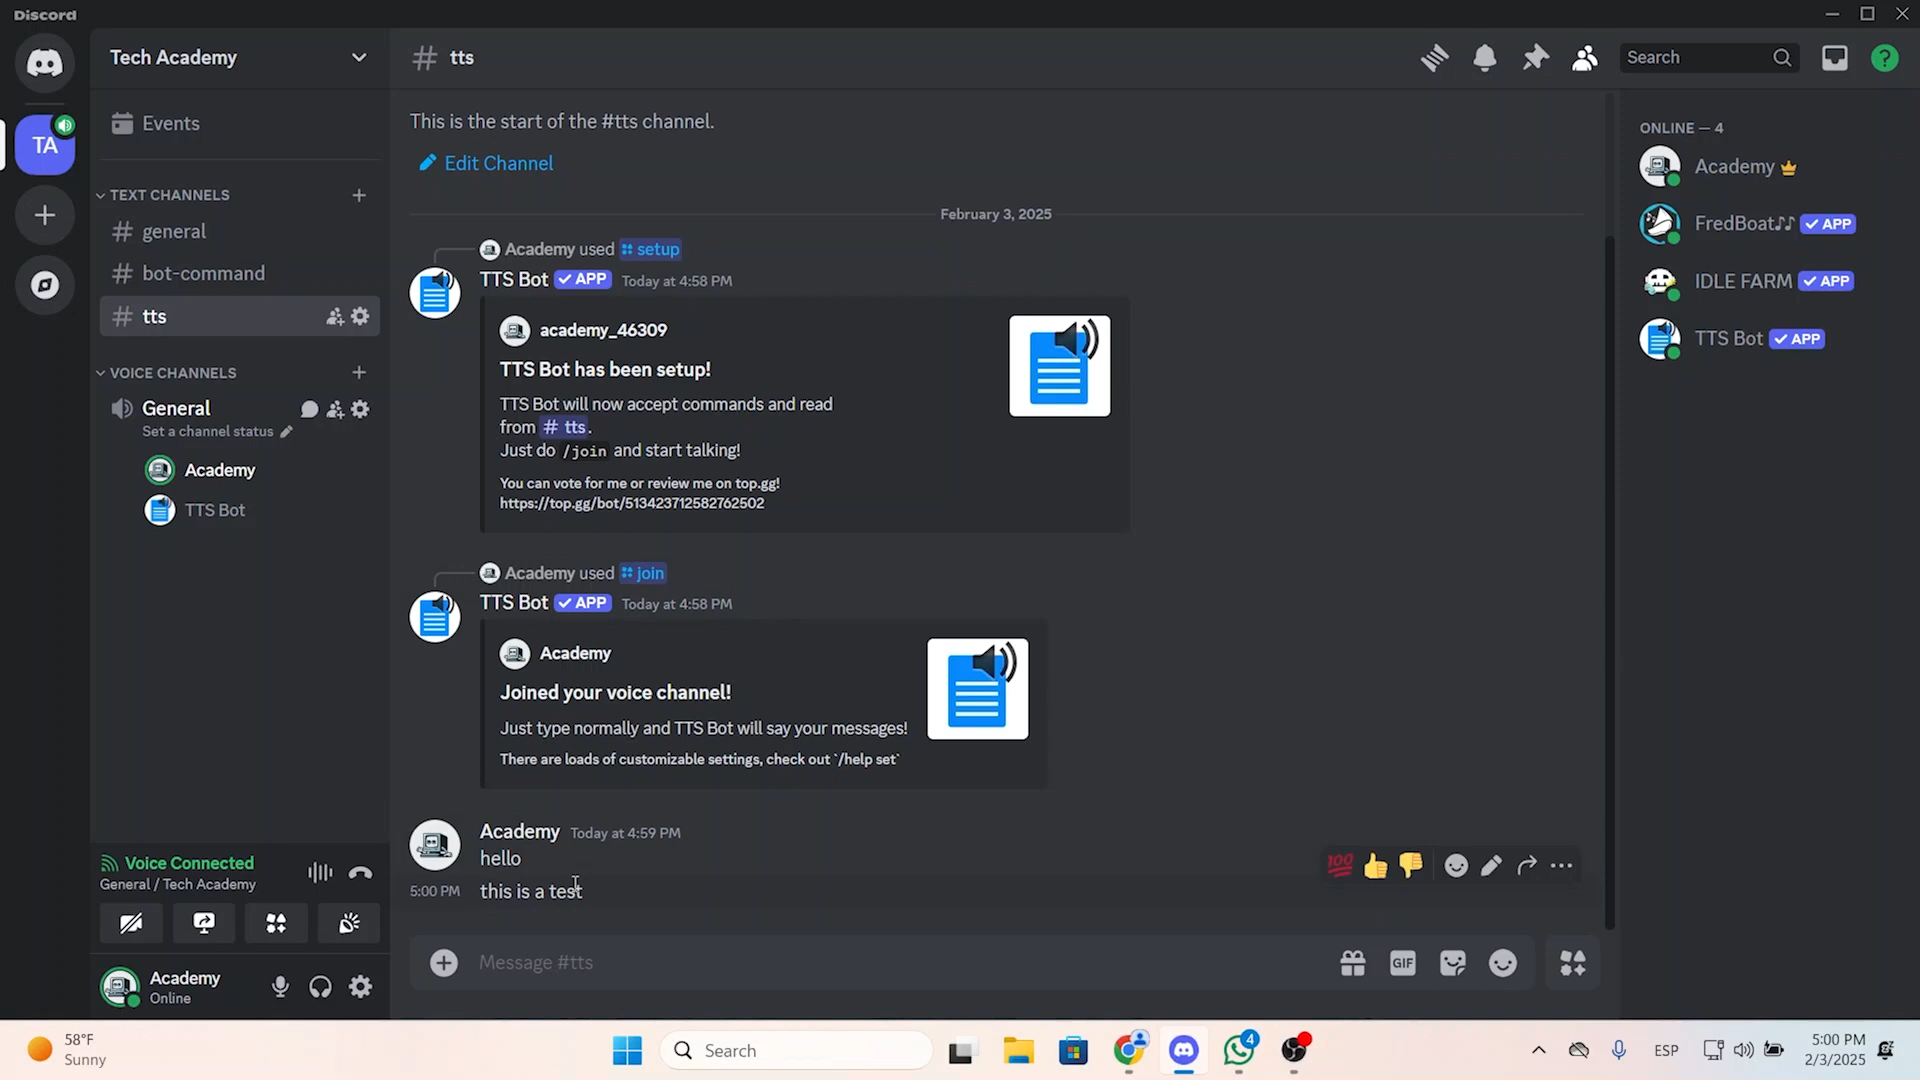 Discord
Tech Academy
# tts
Search
TA
Events
TEXT CHANNELS
general
bot-command
tts
VOICE CHANNELS
General
Set a channel status
Academy
TTS Bot
Voice Connected
General / Tech Academy
Academy
Online
This is the start of the #tts channel.
Edit Channel
February 3, 2025
Academy used setup
TTS Bot APP Today at 4:58 PM
academy_46309
TTS Bot has been setup!
TTS Bot will now accept commands and read
from # tts.
Just do /join and start talking!
You can vote for me or review me on top.gg!
https://top.gg/bot/513423712582762502
Academy used join
TTS Bot APP Today at 4:58 PM
Academy
Joined your voice channel!
Just type normally and TTS Bot will say your messages!
There are loads of customizable settings, check out `/help set`
Academy Today at 4:59 PM
hello
5:00 PM this is a test
Message #tts
GIF
ONLINE — 4
Academy
FredBoat♪♪ APP
IDLE FARM APP
TTS Bot APP
58°F
Sunny
Search
4
ESP
5:00 PM
2/3/2025